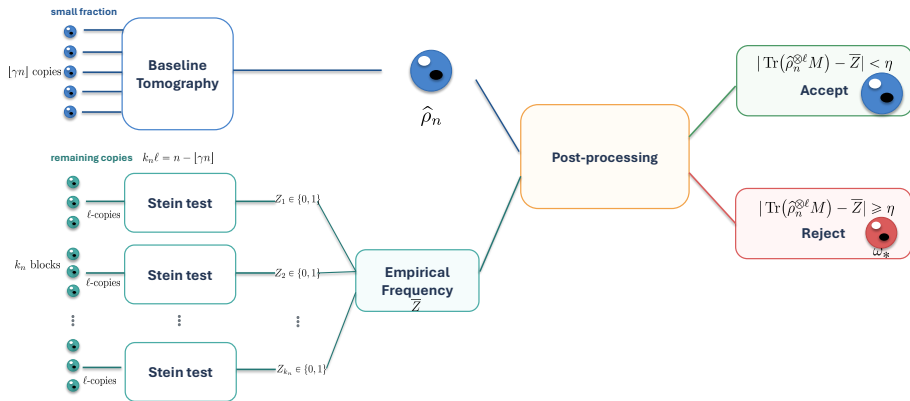 small fraction
⌊γn⌋ copies
Baseline
Tomography
ρ̂ₙ
remaining copies kₙℓ = n − ⌊γn⌋
ℓ-copies
Stein test
Z₁ ∈ {0, 1}
kₙ blocks
ℓ-copies
Stein test
Z₂ ∈ {0, 1}
⋮ ⋮ ⋮
ℓ-copies
Stein test
Z_{kₙ} ∈ {0, 1}
Empirical
Frequency
Z̅
Post-processing
| Tr(ρ̂ₙ^{⊗ℓ} M) − Z̅| < η
Accept
| Tr(ρ̂ₙ^{⊗ℓ} M) − Z̅| ⩾ η
Reject
ω_*